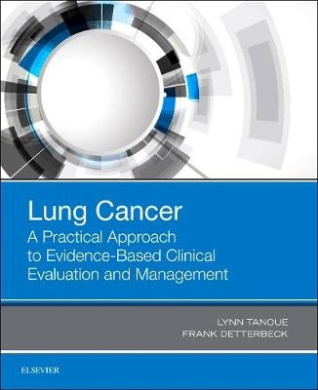 Lung Cancer
A Practical Approach
to Evidence-Based Clinical
Evaluation and Management
LYNN TANOUE
FRANK DETTERBECK
ELSEVIER